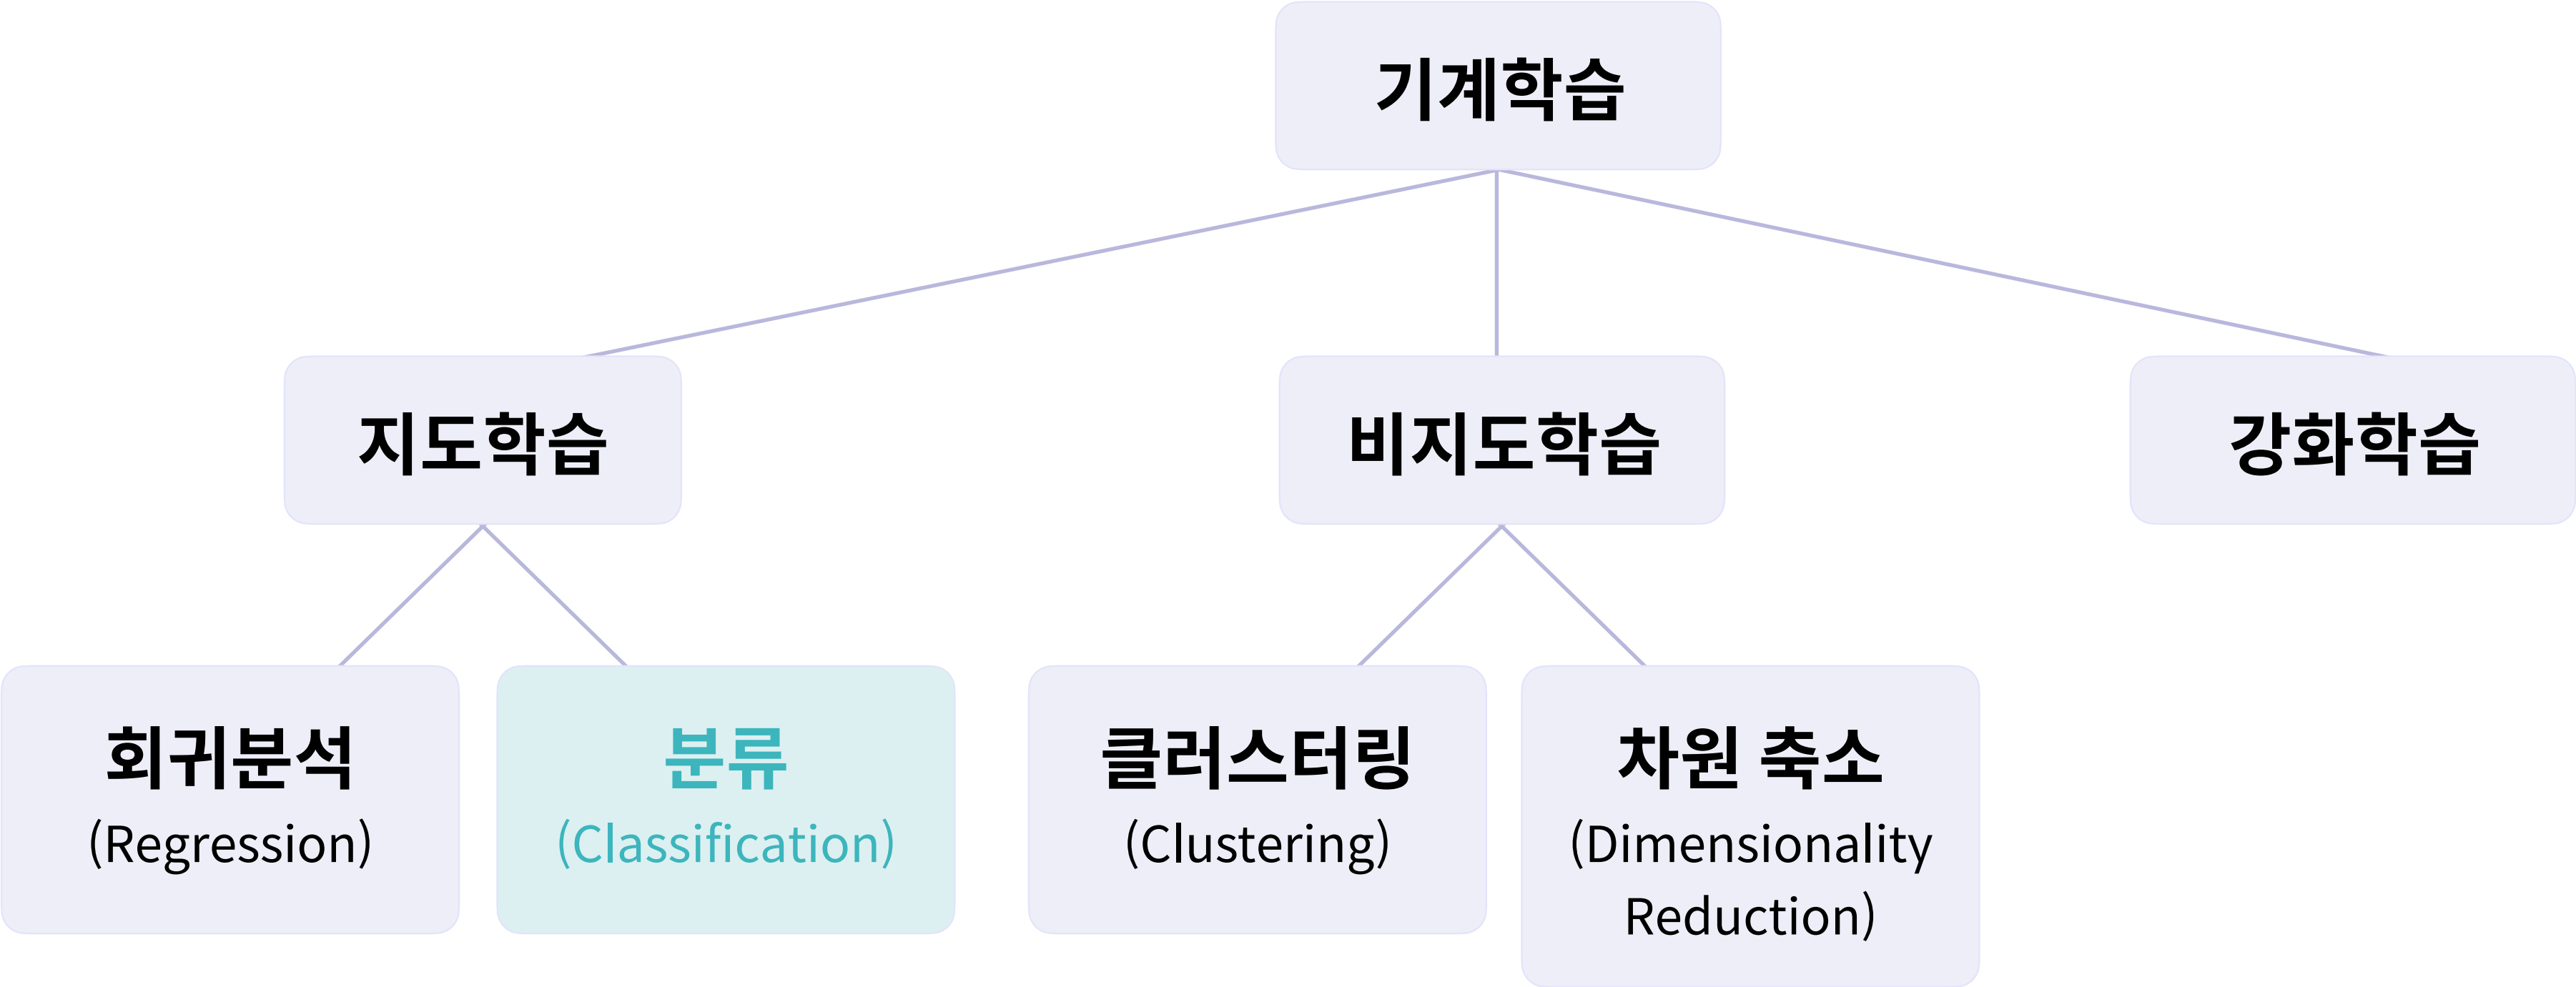 기계학습
지도학습
비지도학습
강화학습
회귀분석
(Regression)
분류
(Classification)
클러스터링
(Clustering)
차원 축소
(Dimensionality
Reduction)